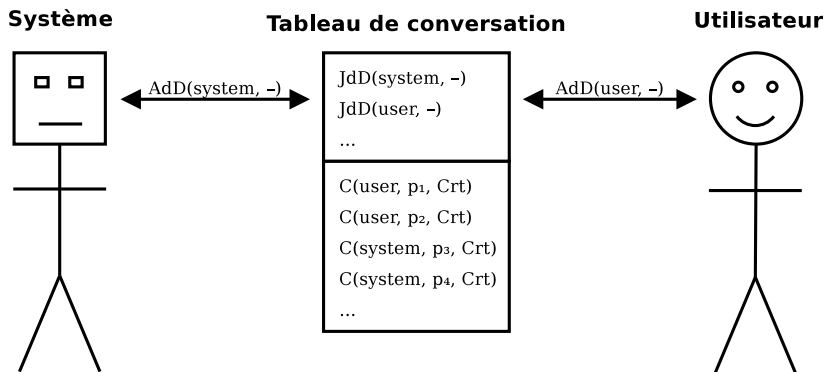 Système
Tableau de conversation
Utilisateur
AdD(system, –)
AdD(user, –)
JdD(system, –)
JdD(user, –)
...
C(user, p₁, Crt)
C(user, p₂, Crt)
C(system, p₃, Crt)
C(system, p₄, Crt)
...